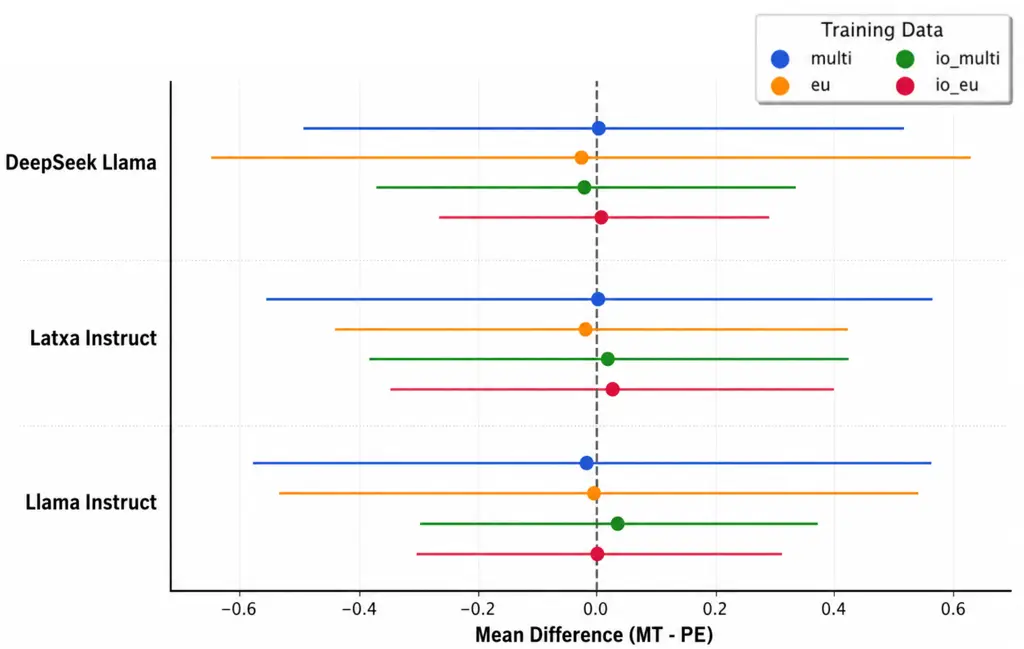 Training Data
multi
io_multi
eu
io_eu
DeepSeek Llama
Latxa Instruct
Llama Instruct
−0.6
−0.4
−0.2
0.0
0.2
0.4
0.6
Mean Difference (MT - PE)